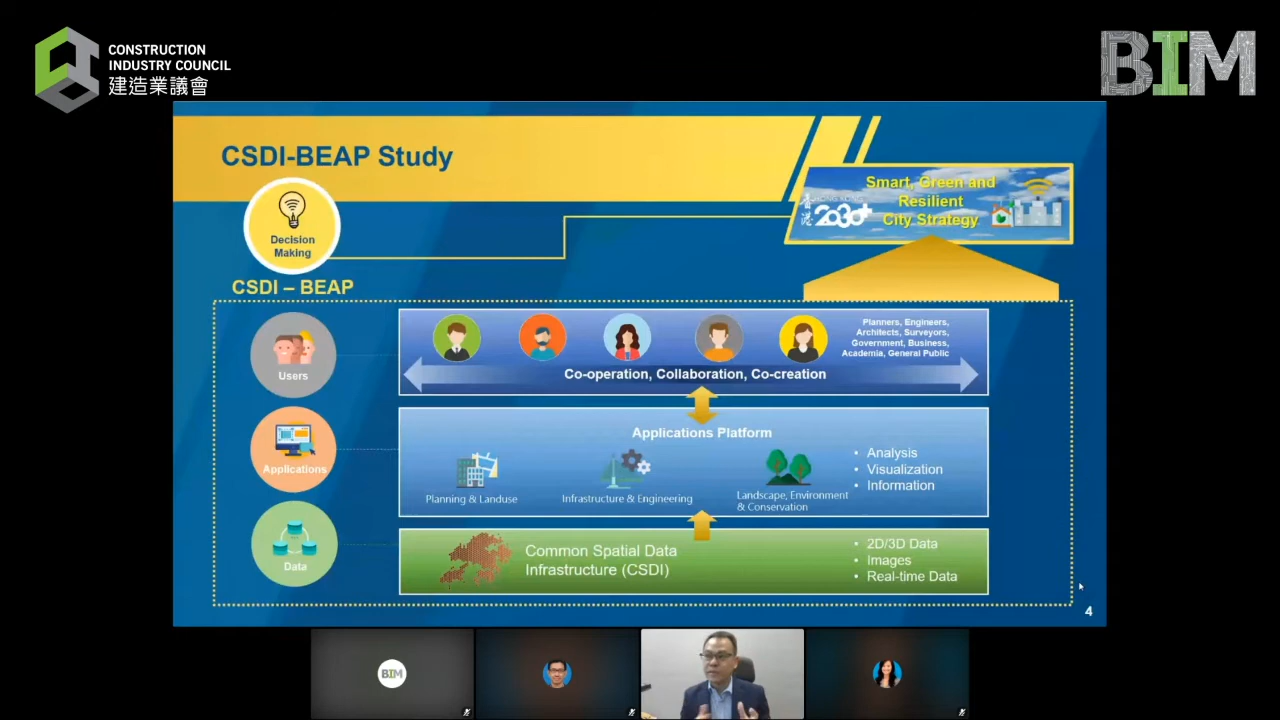 CONSTRUCTION
INDUSTRY COUNCIL
建造業議會
BIM
CSDI-BEAP Study
Smart, Green and
Resilient
City Strategy
2030+
Decision
Making
CSDI – BEAP
Users
Planners, Engineers,
Architects, Surveyors,
Government, Business,
Academia, General Public
Co-operation, Collaboration, Co-creation
Applications
Applications Platform
Planning & Landuse
Infrastructure & Engineering
Landscape, Environment
& Conservation
• Analysis
• Visualization
• Information
Data
Common Spatial Data
Infrastructure (CSDI)
• 2D/3D Data
• Images
• Real-time Data
4
BIM